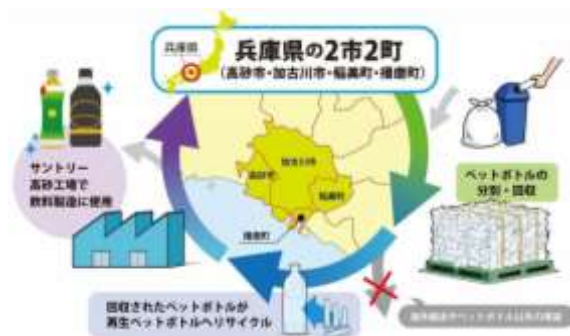 兵庫県
兵庫県の2市2町
(高砂市・加古川市・稲美町・播磨町)
サントリー
高砂工場で
飲料製造に使用
加古川市
高砂市
稲美町
播磨町
ペットボトルの
分別・回収
回収されたペットボトルが
再生ペットボトルへリサイクル